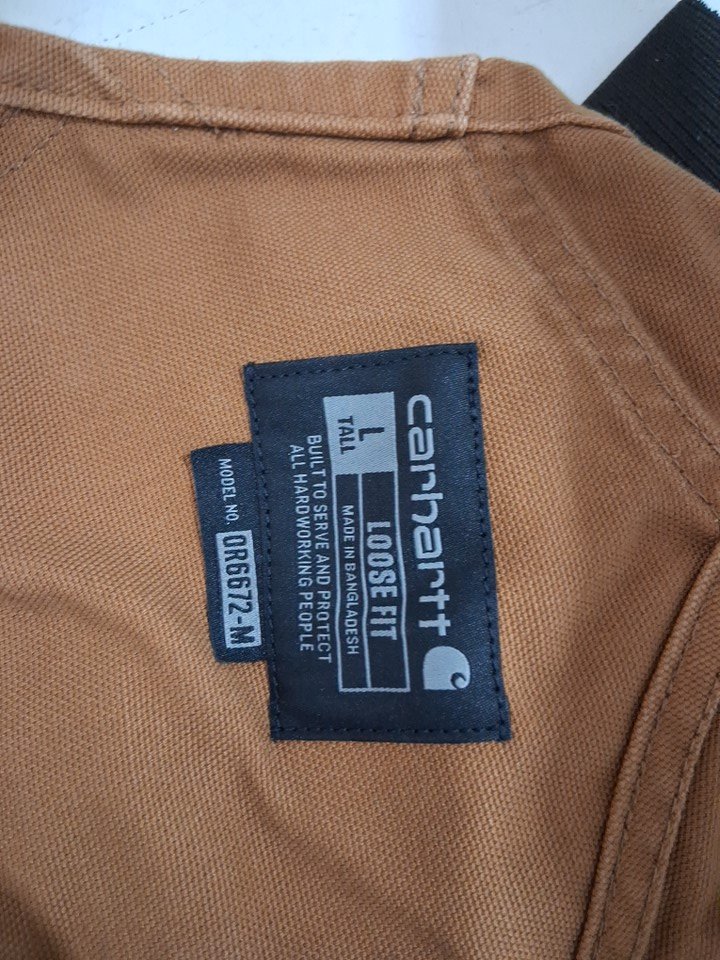 carhartt
L
TALL
LOOSE FIT
MADE IN BANGLADESH
BUILT TO SERVE AND PROTECT
ALL HARDWORKING PEOPLE
MODEL NO. OR6672-M